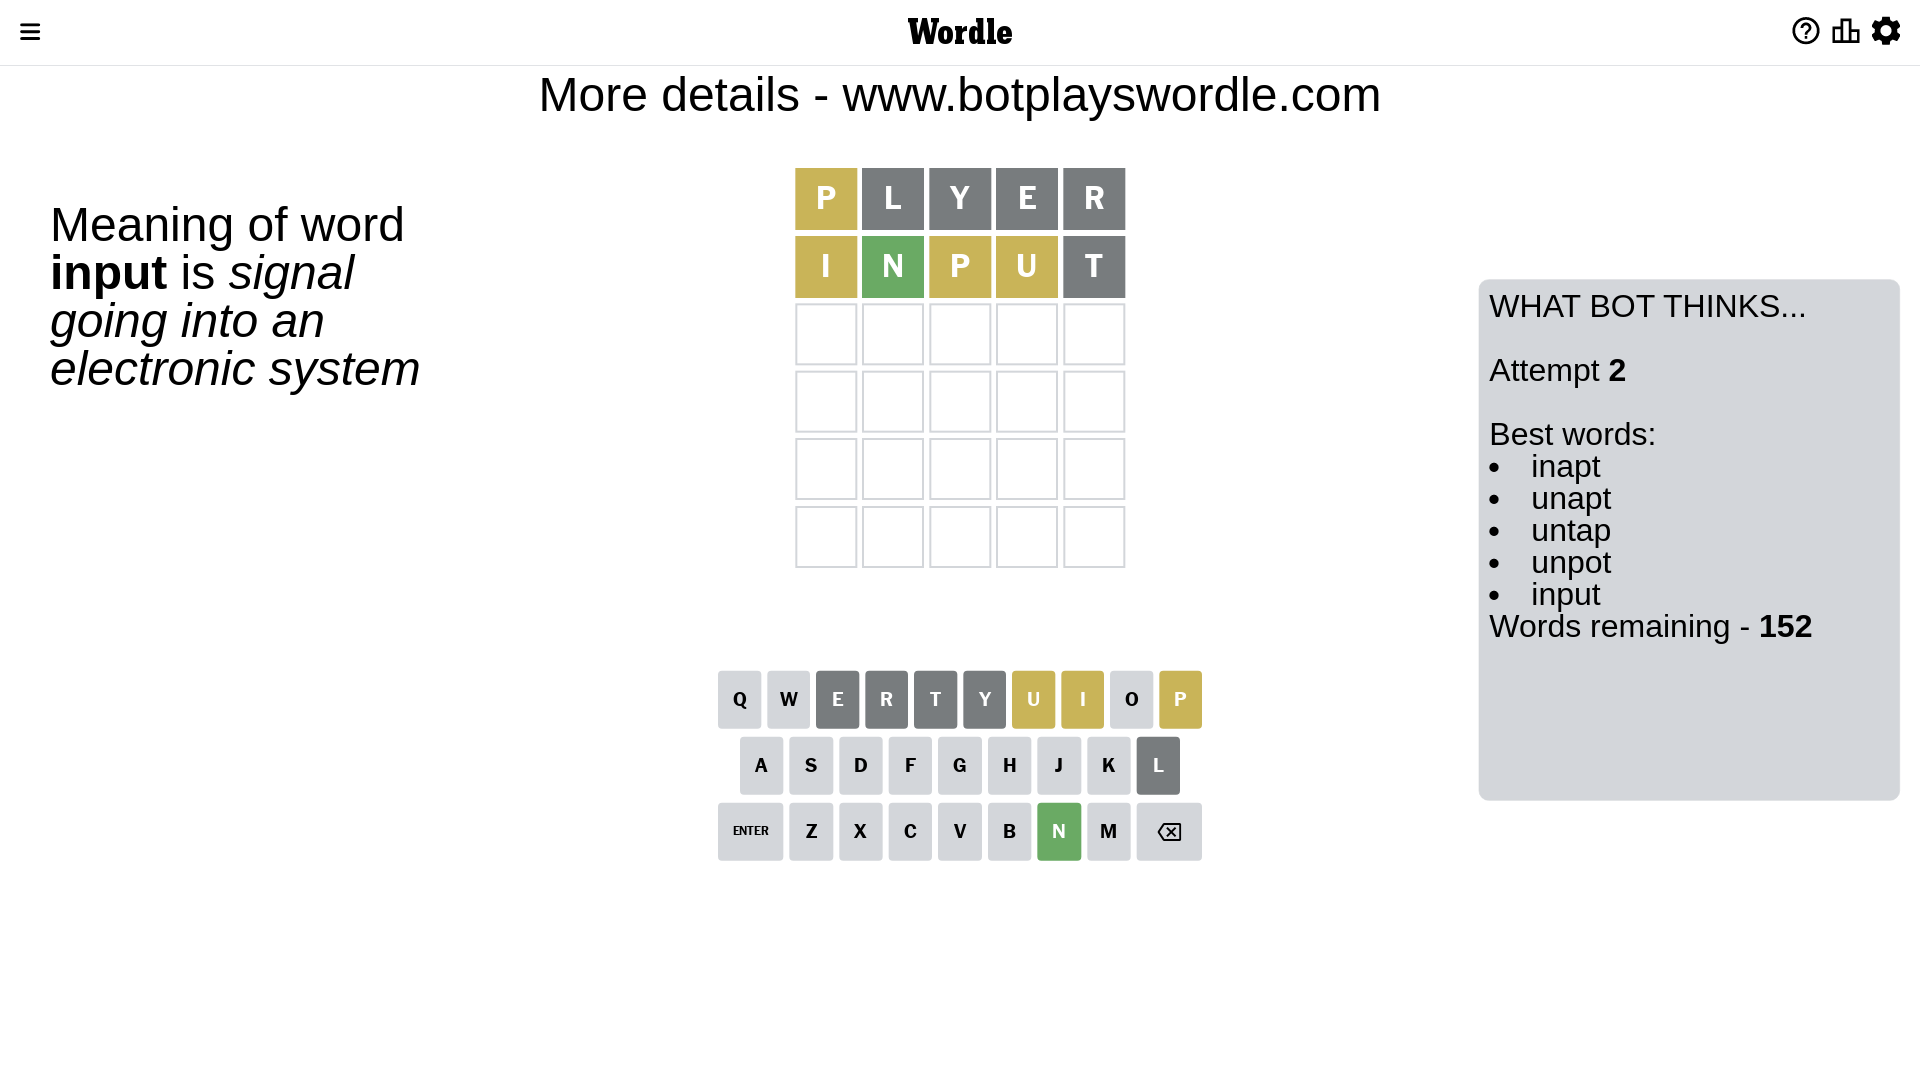 Wordle
More details - www.botplayswordle.com
Meaning of word
input is signal
going into an
electronic system
P L Y E R
I N P U T
WHAT BOT THINKS...
Attempt 2
Best words:
• inapt
• unapt
• untap
• unpot
• input
Words remaining - 152
Q W E R T Y U I O P
A S D F G H J K L
ENTER Z X C V B N M